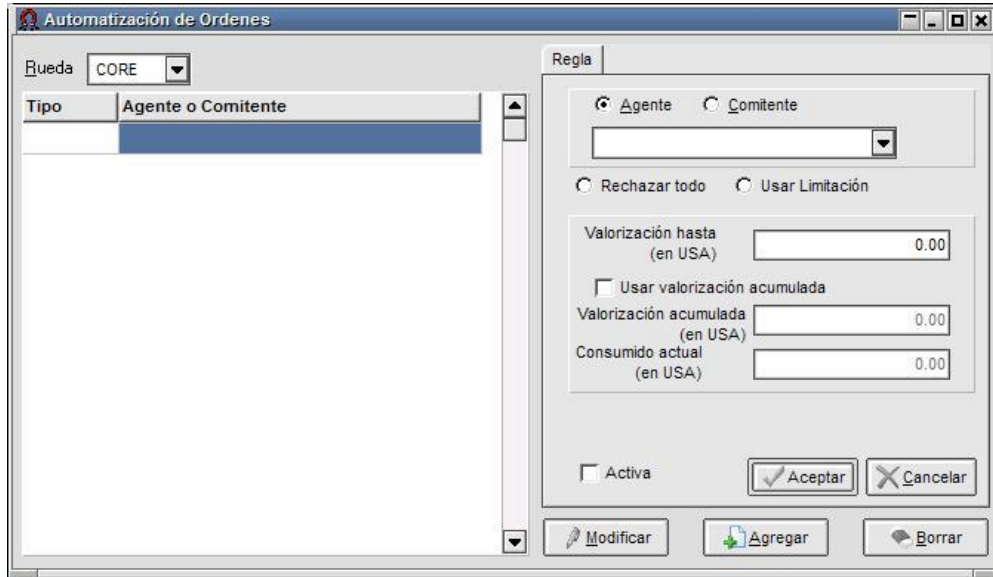 Automatización de Ordenes
Rueda CORE
Tipo Agente o Comitente
Regla
Agente Comitente
Rechazar todo Usar Limitación
Valorización hasta
(en USA) 0.00
Usar valorización acumulada
Valorización acumulada
(en USA) 0.00
Consumido actual
(en USA) 0.00
Activa Aceptar Cancelar
Modificar Agregar Borrar